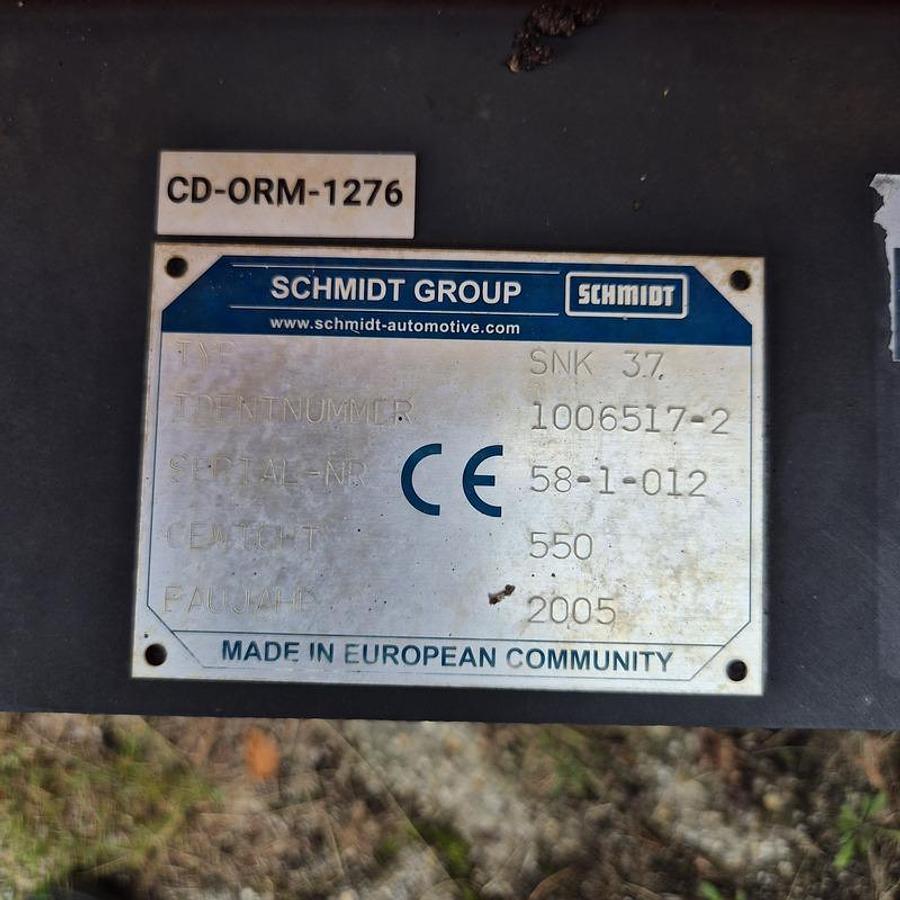 CD-ORM-1276
SCHMIDT GROUP SCHMIDT
www.schmidt-automotive.com
TYP SNK 37
IDENTNUMMER 1006517-2
SERIAL-NR 58-1-012
CE
GEWICHT 550
BAUJAHR 2005
MADE IN EUROPEAN COMMUNITY